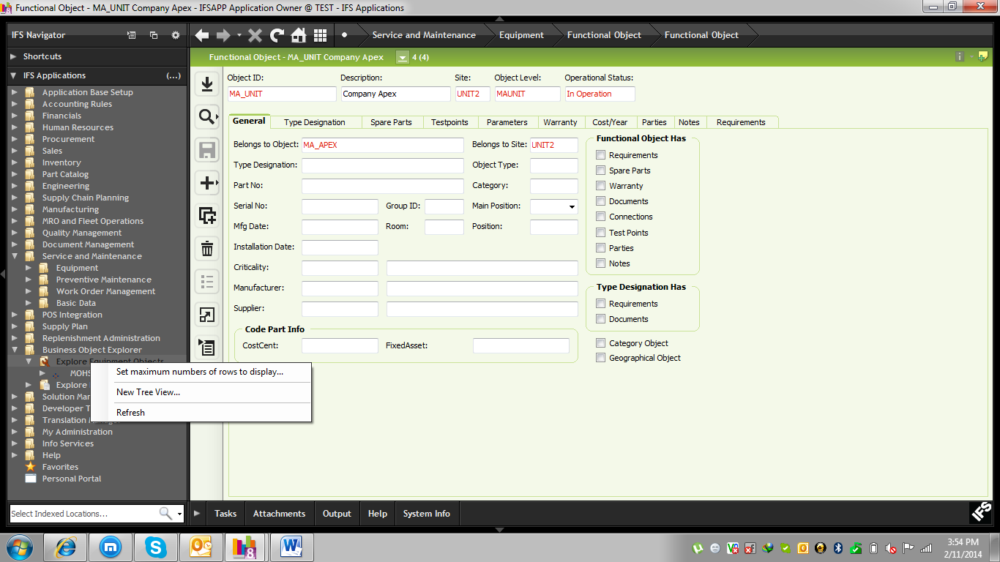 Functional Object - MA_UNIT Company Apex - IFSAPP Application Owner @ TEST - IFS Applications
IFS Navigator
Service and Maintenance
Equipment
Functional Object
Functional Object
Shortcuts
IFS Applications
(...)
Application Base Setup
Accounting Rules
Financials
Human Resources
Procurement
Sales
Inventory
Part Catalog
Engineering
Supply Chain Planning
Manufacturing
MRO and Fleet Operations
Quality Management
Document Management
Service and Maintenance
Equipment
Preventive Maintenance
Work Order Management
Basic Data
POS Integration
Supply Plan
Replenishment Administration
Business Object Explorer
Explore Equipment Objects
MOHS
Explore
Solution Man
Developer T
Translation Manager
My Administration
Info Services
Help
Favorites
Personal Portal
Select Indexed Locations...
Set maximum numbers of rows to display...
New Tree View...
Refresh
Functional Object - MA_UNIT Company Apex
4 (4)
Object ID: Description: Site: Object Level: Operational Status:
MA_UNIT Company Apex UNIT2 MAUNIT In Operation
General Type Designation Spare Parts Testpoints Parameters Warranty Cost/Year Parties Notes Requirements
Belongs to Object: MA_APEX Belongs to Site: UNIT2
Type Designation: Object Type:
Part No: Category:
Serial No: Group ID: Main Position:
Mfg Date: Room: Position:
Installation Date:
Criticality:
Manufacturer:
Supplier:
Code Part Info
CostCent: FixedAsset:
Functional Object Has
Requirements
Spare Parts
Warranty
Documents
Connections
Test Points
Parties
Notes
Type Designation Has
Requirements
Documents
Category Object
Geographical Object
Tasks Attachments Output Help System Info
IFS
3:54 PM
2/11/2014